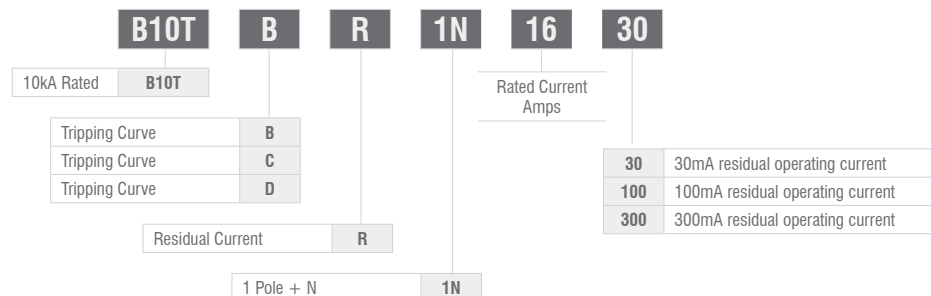 B10T B R 1N 16 30
10kA Rated B10T
Rated Current
Amps
Tripping Curve B
Tripping Curve C
Tripping Curve D
30 30mA residual operating current
100 100mA residual operating current
300 300mA residual operating current
Residual Current R
1 Pole + N 1N